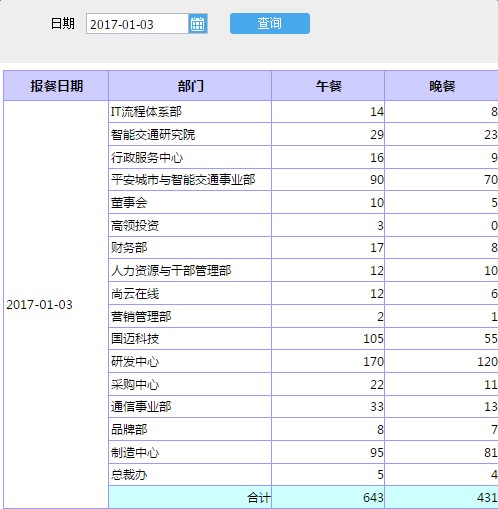 日期 2017-01-03 查询
报餐日期 部门 午餐 晚餐
IT流程体系部 14 8
智能交通研究院 29 23
行政服务中心 16 9
平安城市与智能交通事业部 90 70
董事会 10 5
高领投资 3 0
财务部 17 8
人力资源与干部管理部 12 10
尚云在线 12 6
2017-01-03
营销管理部 2 1
国迈科技 105 55
研发中心 170 120
采购中心 22 11
通信事业部 33 13
品牌部 8 7
制造中心 95 81
总裁办 5 4
合计 643 431